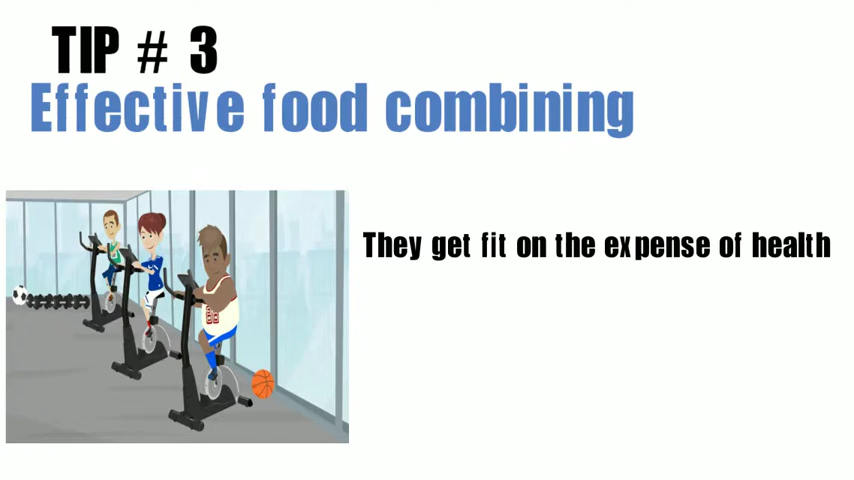 TIP # 3
Effective food combining
They get fit on the expense of health